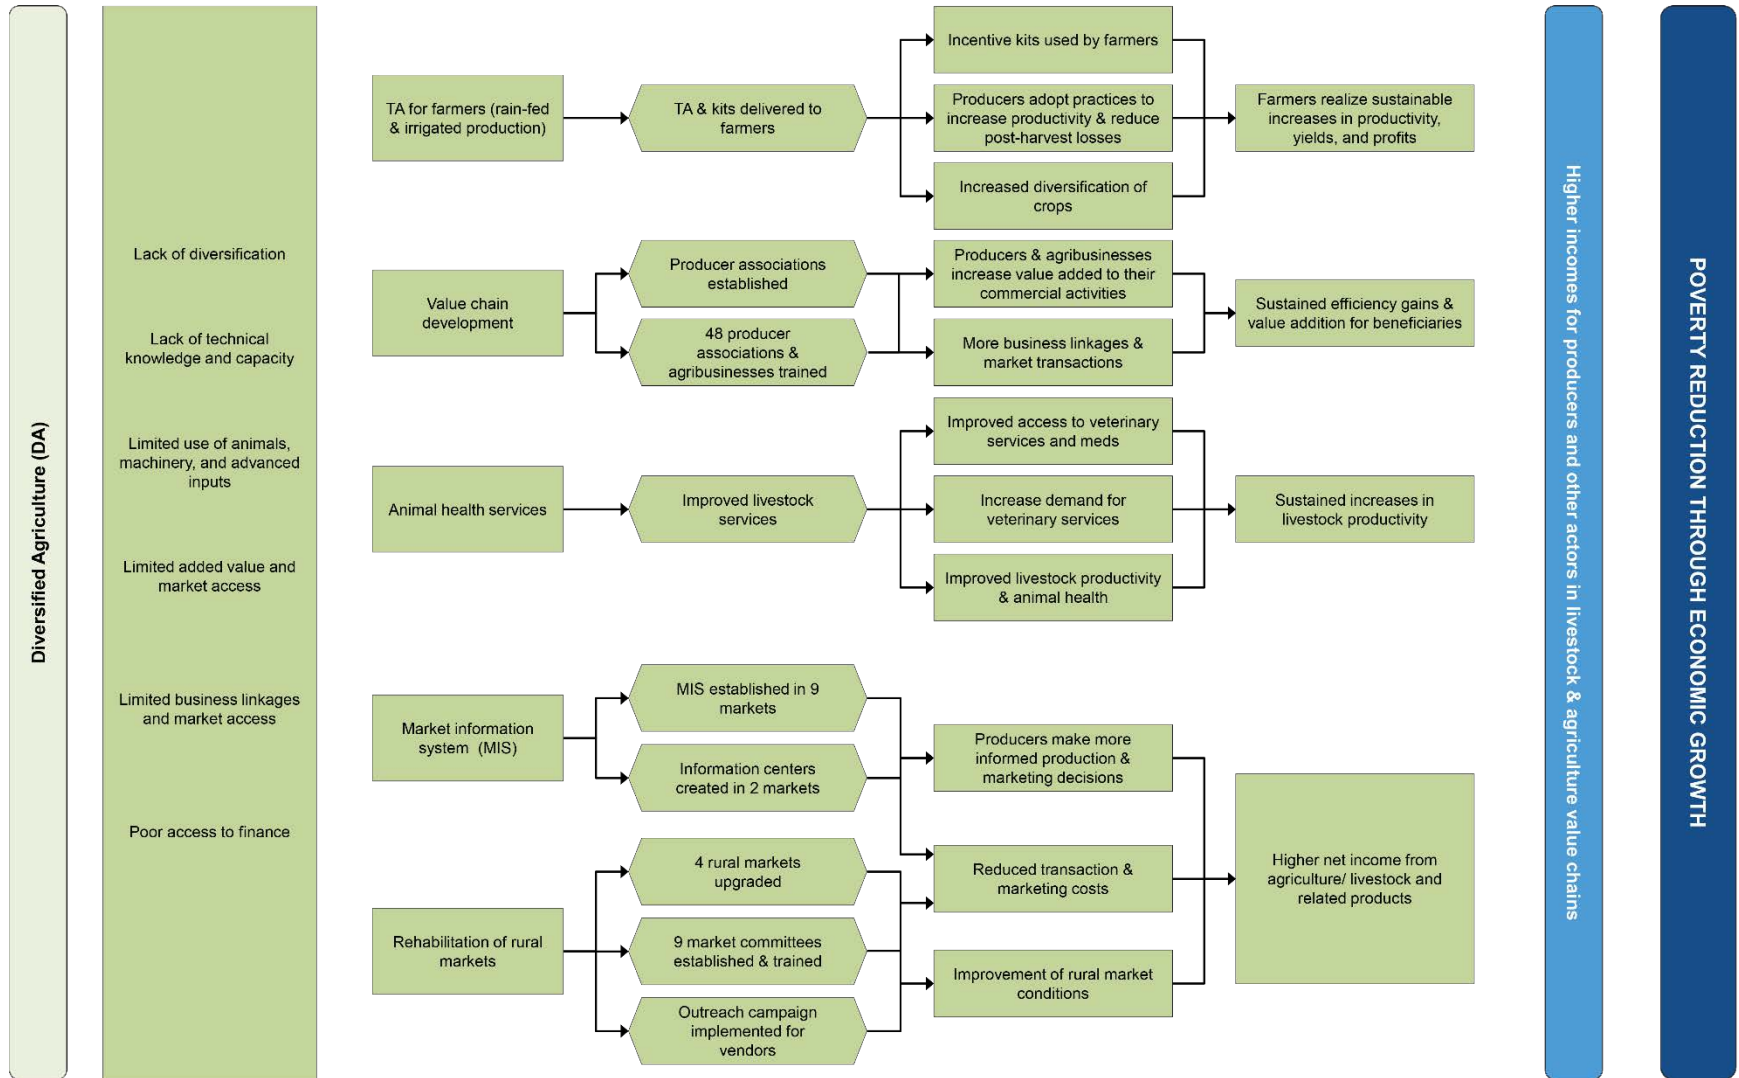 Diversified Agriculture (DA)
Lack of diversification
Lack of technical
knowledge and capacity
Limited use of animals,
machinery, and advanced
inputs
Limited added value and
market access
Limited business linkages
and market access
Poor access to finance
TA for farmers (rain-fed
& irrigated production)
TA & kits delivered to
farmers
Incentive kits used by farmers
Producers adopt practices to
increase productivity & reduce
post-harvest losses
Increased diversification of
crops
Farmers realize sustainable
increases in productivity,
yields, and profits
Value chain
development
Producer associations
established
48 producer
associations &
agribusinesses trained
Producers & agribusinesses
increase value added to their
commercial activities
More business linkages &
market transactions
Sustained efficiency gains &
value addition for beneficiaries
Animal health services
Improved livestock
services
Improved access to veterinary
services and meds
Increase demand for
veterinary services
Improved livestock productivity
& animal health
Sustained increases in
livestock productivity
Market information
system (MIS)
MIS established in 9
markets
Information centers
created in 2 markets
Producers make more
informed production &
marketing decisions
Rehabilitation of rural
markets
4 rural markets
upgraded
9 market committees
established & trained
Outreach campaign
implemented for
vendors
Reduced transaction &
marketing costs
Improvement of rural market
conditions
Higher net income from
agriculture/ livestock and
related products
Higher incomes for producers and other actors in livestock & agriculture value chains
POVERTY REDUCTION THROUGH ECONOMIC GROWTH